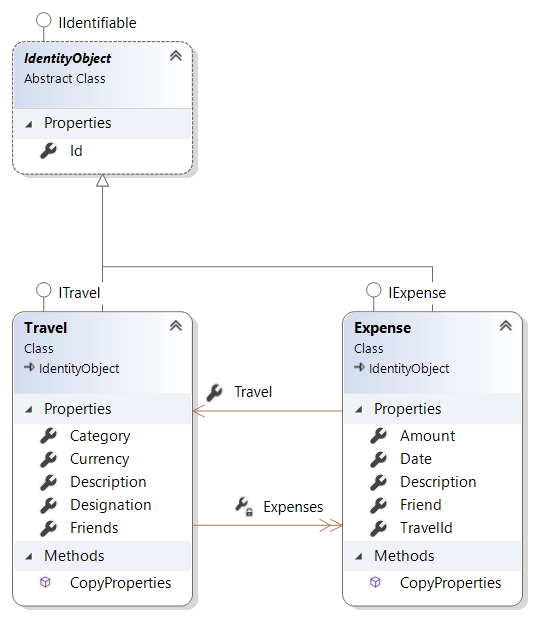 IIdentifiable
IdentityObject
Abstract Class
Properties
Id
ITravel
Travel
Class
IdentityObject
Properties
Category
Currency
Description
Designation
Friends
Methods
CopyProperties
Travel
Expenses
IExpense
Expense
Class
IdentityObject
Properties
Amount
Date
Description
Friend
TravelId
Methods
CopyProperties